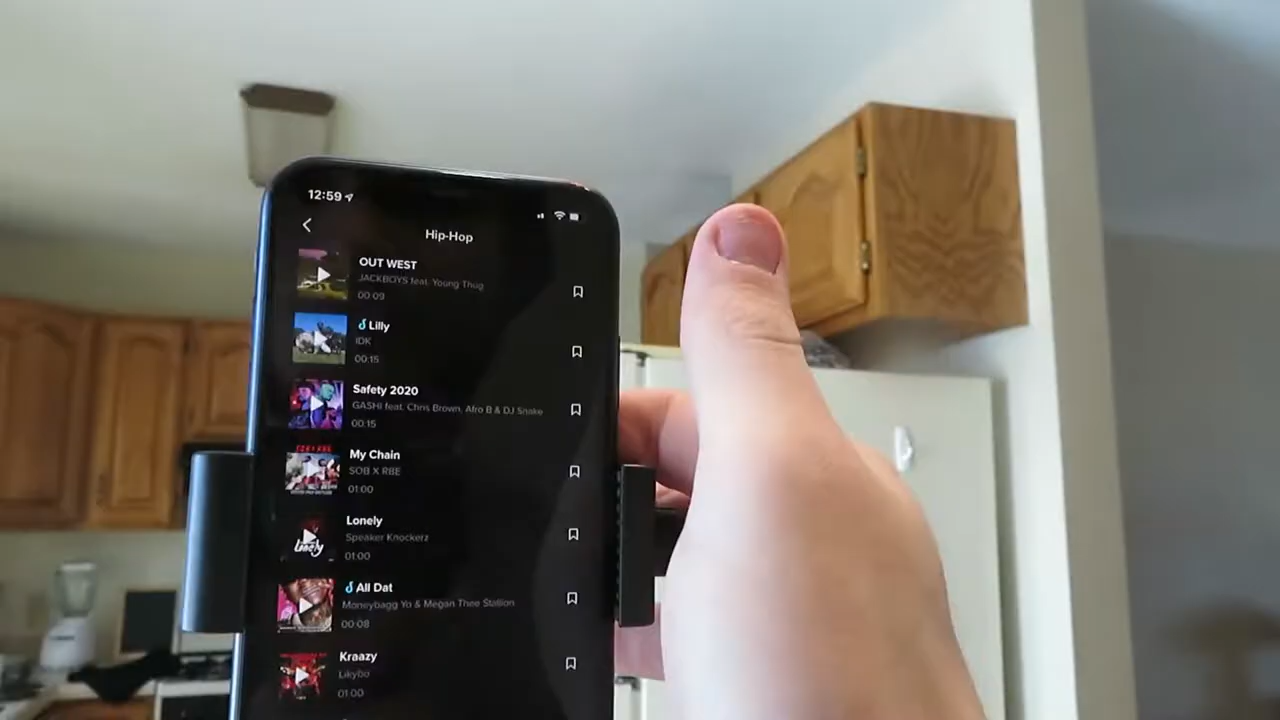 12:59
Hip-Hop
OUT WEST
JACKBOYS feat. Young Thug
00:09
Lilly
IDK
00:15
Safety 2020
GASHI feat. Chris Brown, Afro B & DJ Snake
00:15
My Chain
SOB X RBE
01:00
Lonely
Speaker Knockerz
01:00
Lonely
All Dat
Moneybagg Yo & Megan Thee Stallion
00:08
Kraazy
Likybo
01:00